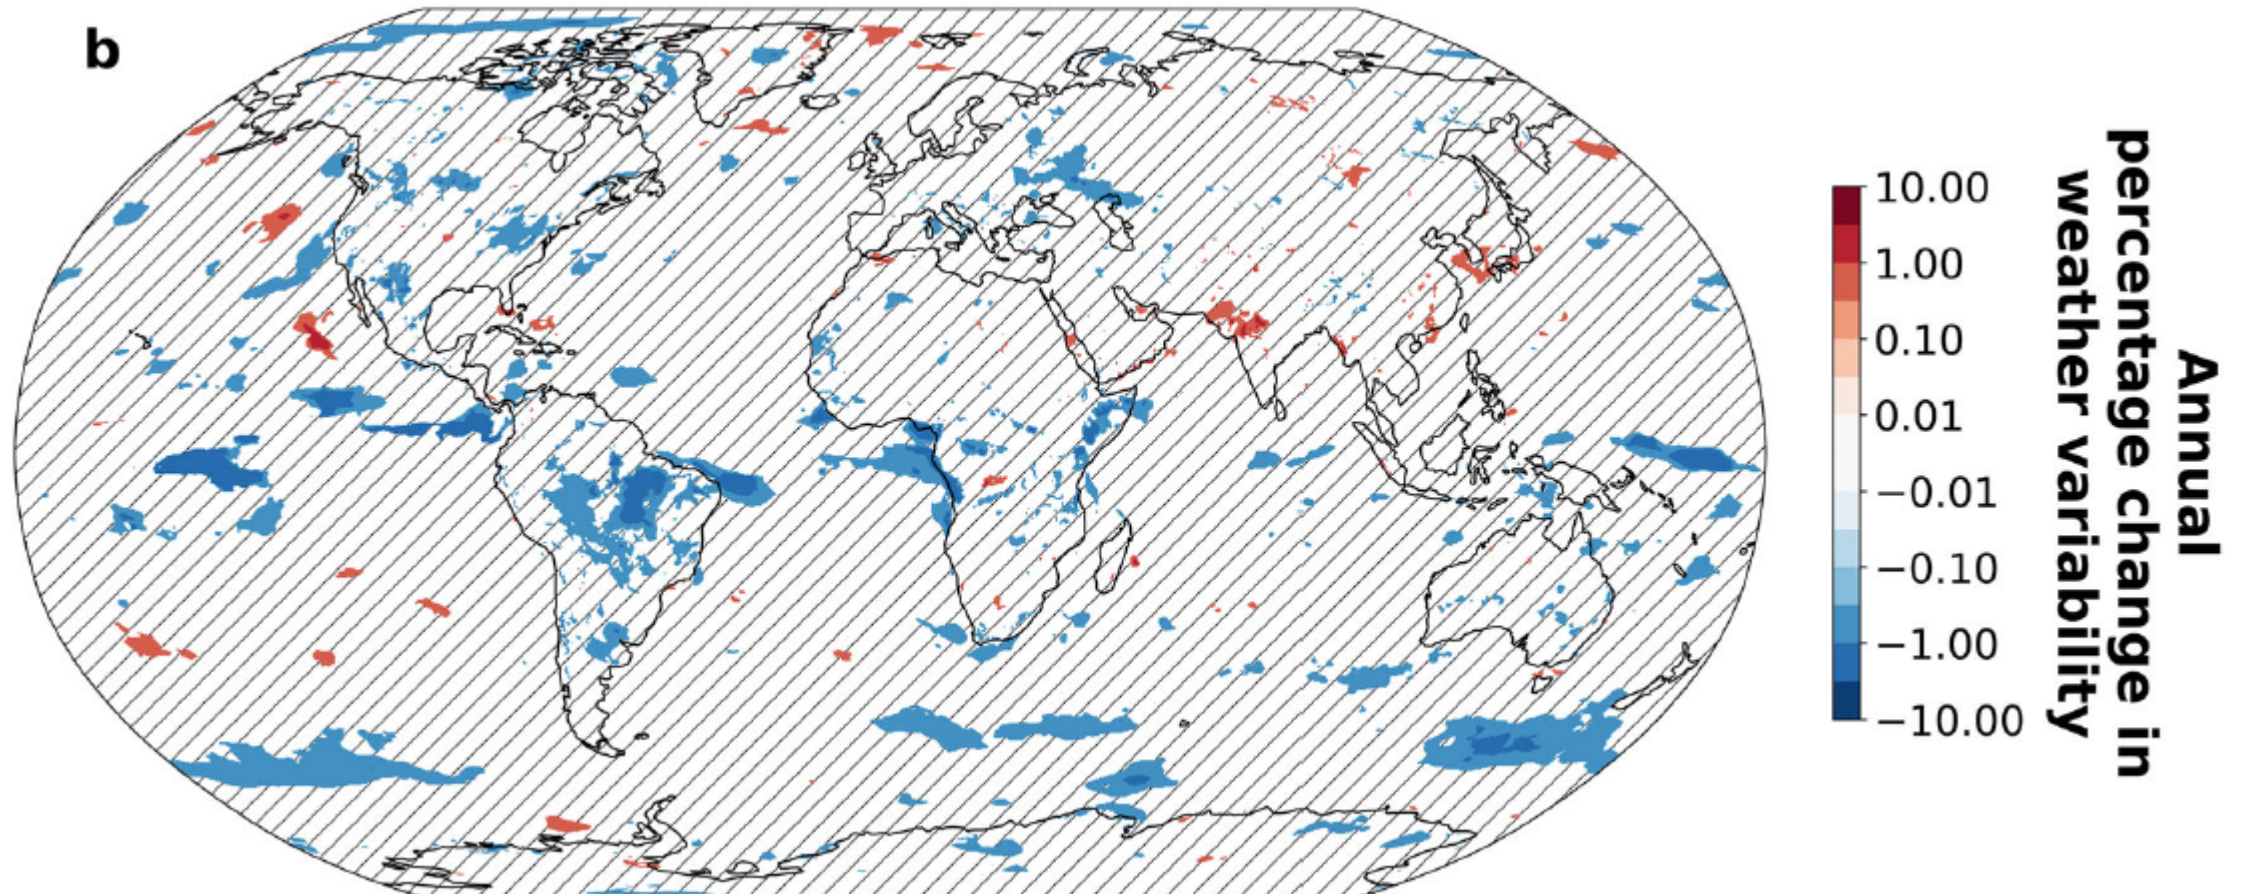 b
10.00
1.00
0.10
0.01
−0.01
−0.10
−1.00
−10.00
Annual
percentage change in
weather variability